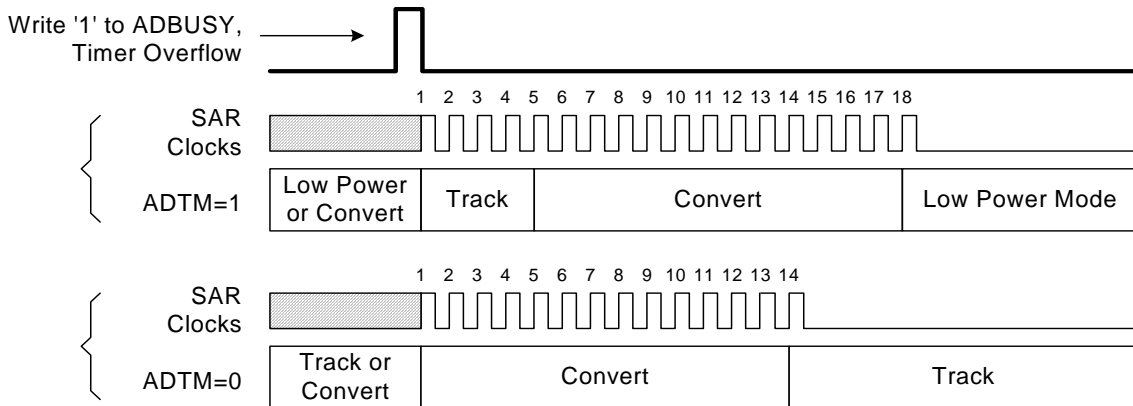 Write '1' to ADBUSY,
Timer Overflow
1 2 3 4 5 6 7 8 9 10 11 12 13 14 15 16 17 18
SAR
Clocks
ADTM=1
Low Power
or Convert
Track
Convert
Low Power Mode
1 2 3 4 5 6 7 8 9 10 11 12 13 14
SAR
Clocks
ADTM=0
Track or
Convert
Convert
Track